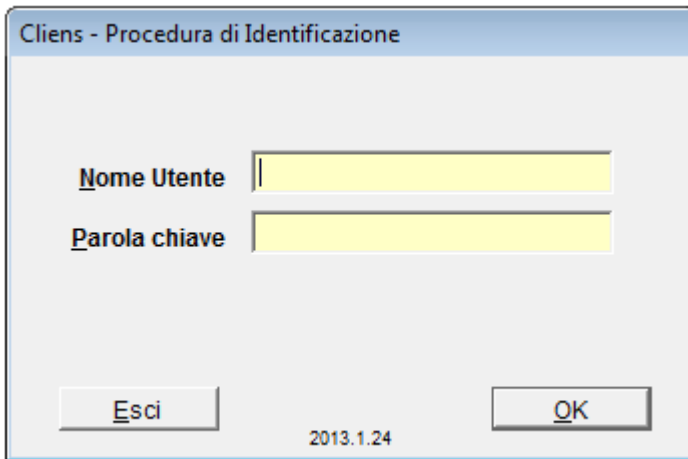 Cliens - Procedura di Identificazione
Nome Utente
Parola chiave
Esci
OK
2013.1.24